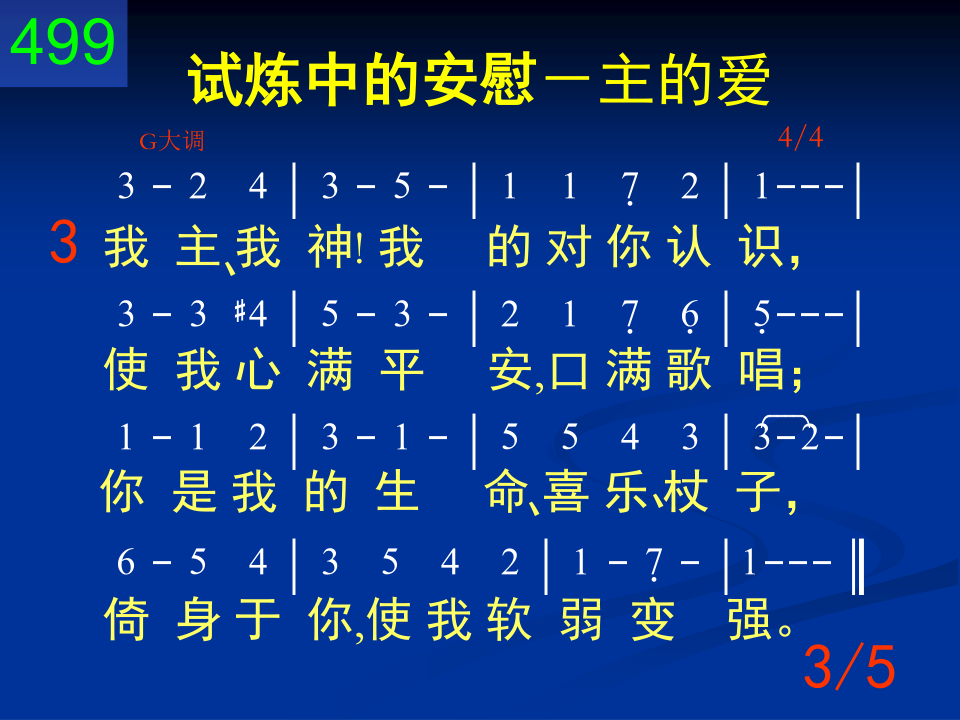 499
试炼中的安慰－主的爱
G大调 4/4
3 - 2 4 | 3 - 5 - | 1 1 7̣ 2 | 1 - - - |
3 我 主、我 神! 我 的 对 你 认 识，
3 - 3 #4 | 5 - 3 - | 2 1 7̣ 6̣ | 5̣ - - - |
使 我 心 满 平 安,口 满 歌 唱；
1 - 1 2 | 3 - 1 - | 5 5 4 3 | 3 - 2 - |
你 是 我 的 生 命、喜 乐、杖 子，
6 - 5 4 | 3 5 4 2 | 1 - 7̣ - | 1 - - - ‖
倚 身 于 你,使 我 软 弱 变 强。
3/5